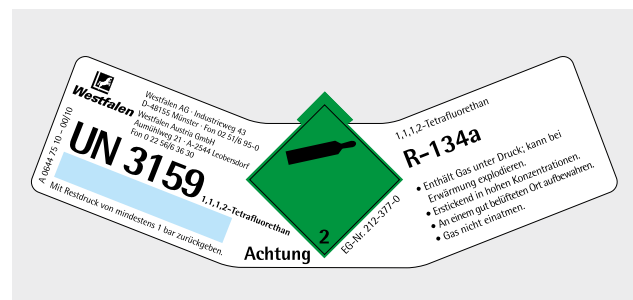 A 0644 75 10 – 00/10
Westfalen
Westfalen AG · Industrieweg 43
D-48155 Münster · Fon 02 51/6 95-0
Westfalen Austria GmbH
Aumühlweg 21 · A-2544 Leobersdorf
Fon 0 22 56/6 36 30
UN 3159
1,1,1,2-Tetrafluorethan
Mit Restdruck von mindestens 1 bar zurückgeben.
Achtung
2
EG-Nr. 212-377-0
1,1,1,2-Tetrafluorethan
R–134a
• Enthält Gas unter Druck; kann bei
Erwärmung explodieren.
• Erstickend in hohen Konzentrationen.
• An einem gut belüfteten Ort aufbewahren.
• Gas nicht einatmen.